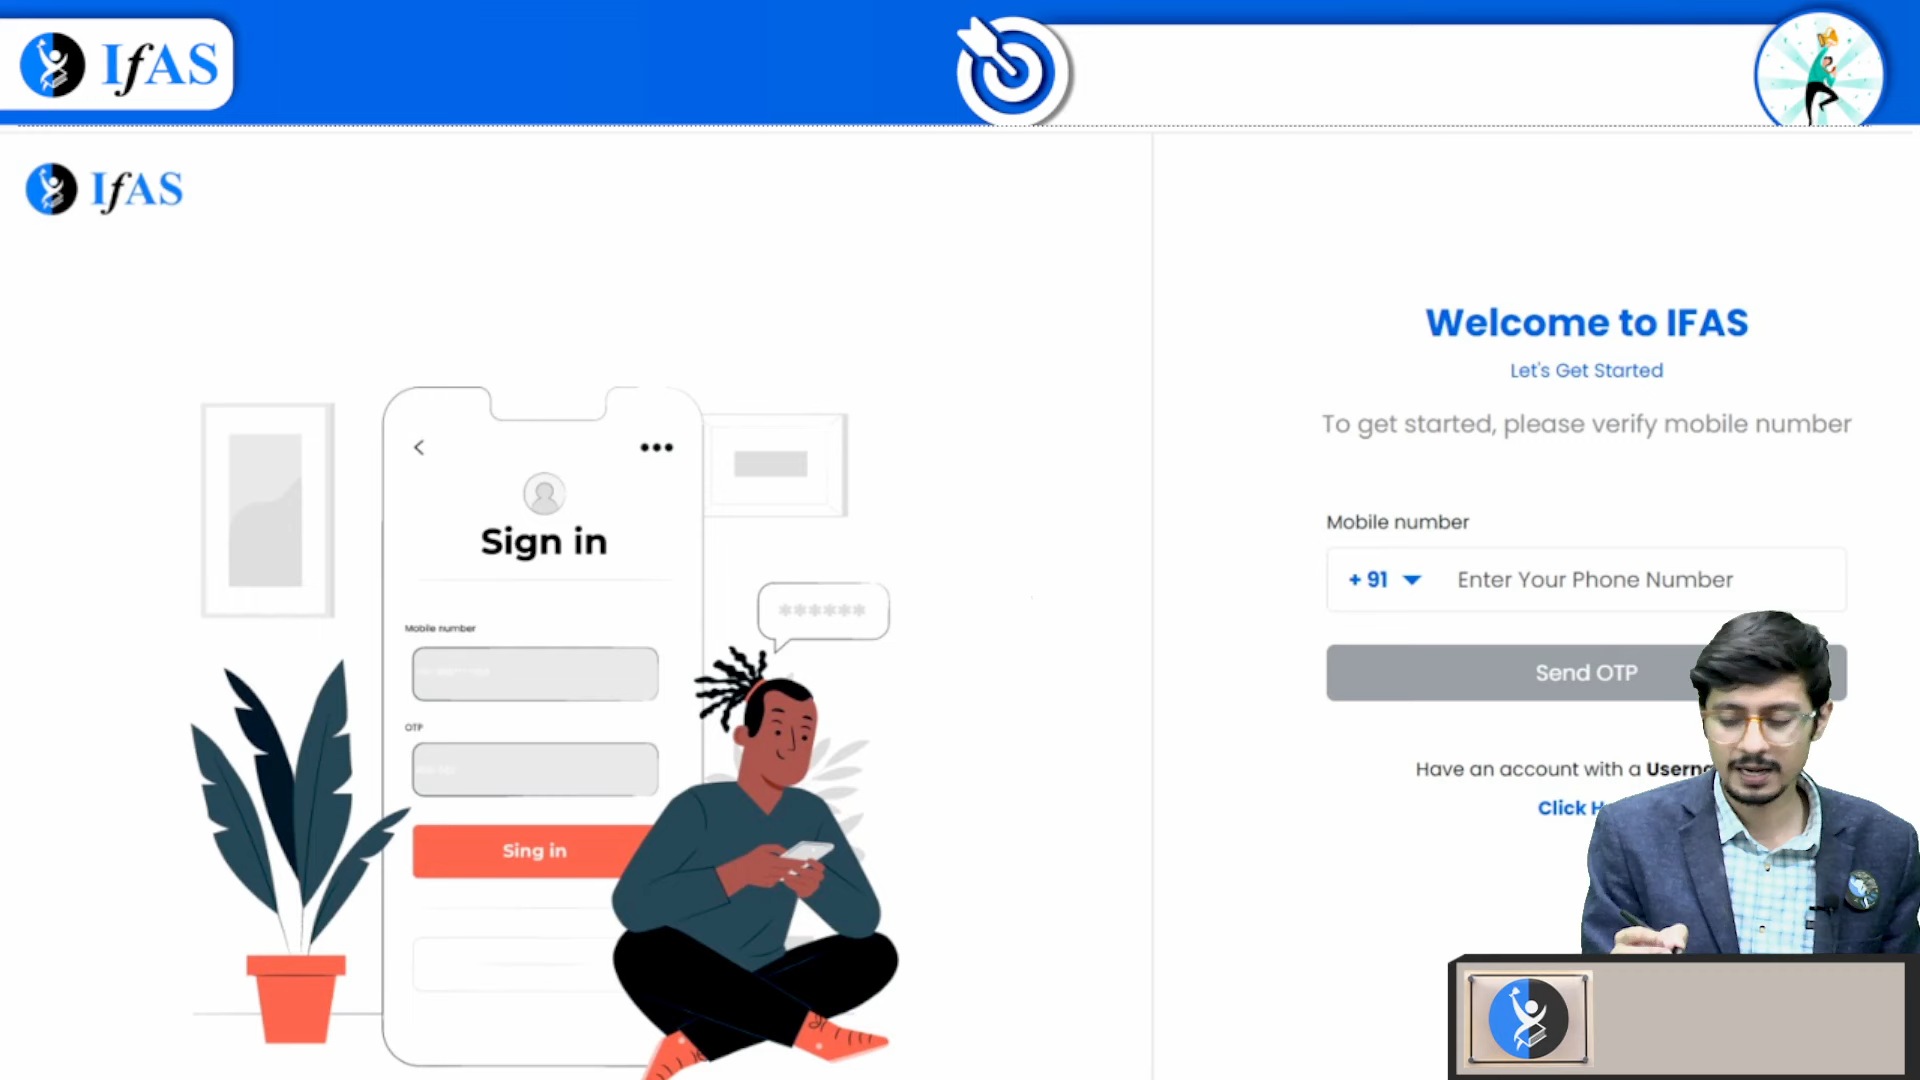 IfAS
IfAS
Welcome to IFAS
Let's Get Started
To get started, please verify mobile number
Mobile number
+ 91
Enter Your Phone Number
Send OTP
Have an account with a
Click
Sign in
******
Mobile number
OTP
Sing in